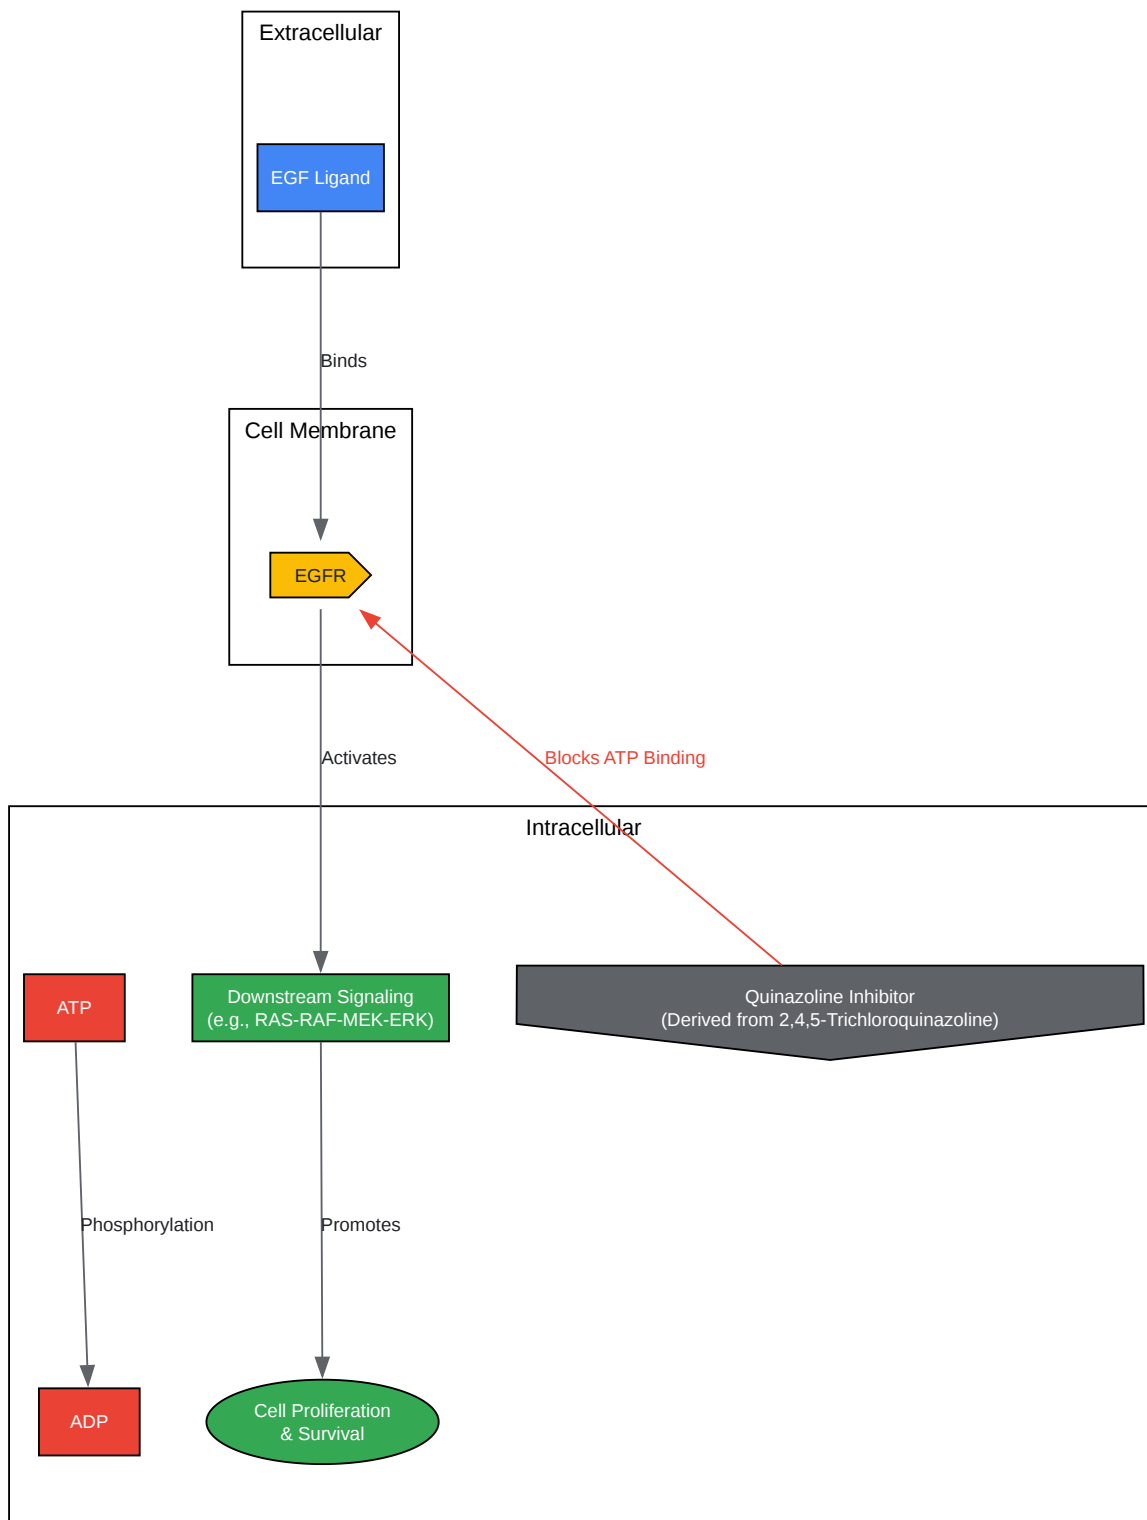 Extracellular
EGF Ligand
Binds
Cell Membrane
EGFR
Activates
Blocks ATP Binding
Intracellular
ATP
Downstream Signaling
(e.g., RAS-RAF-MEK-ERK)
Quinazoline Inhibitor
(Derived from 2,4,5-Trichloroquinazoline)
Phosphorylation
Promotes
ADP
Cell Proliferation
& Survival